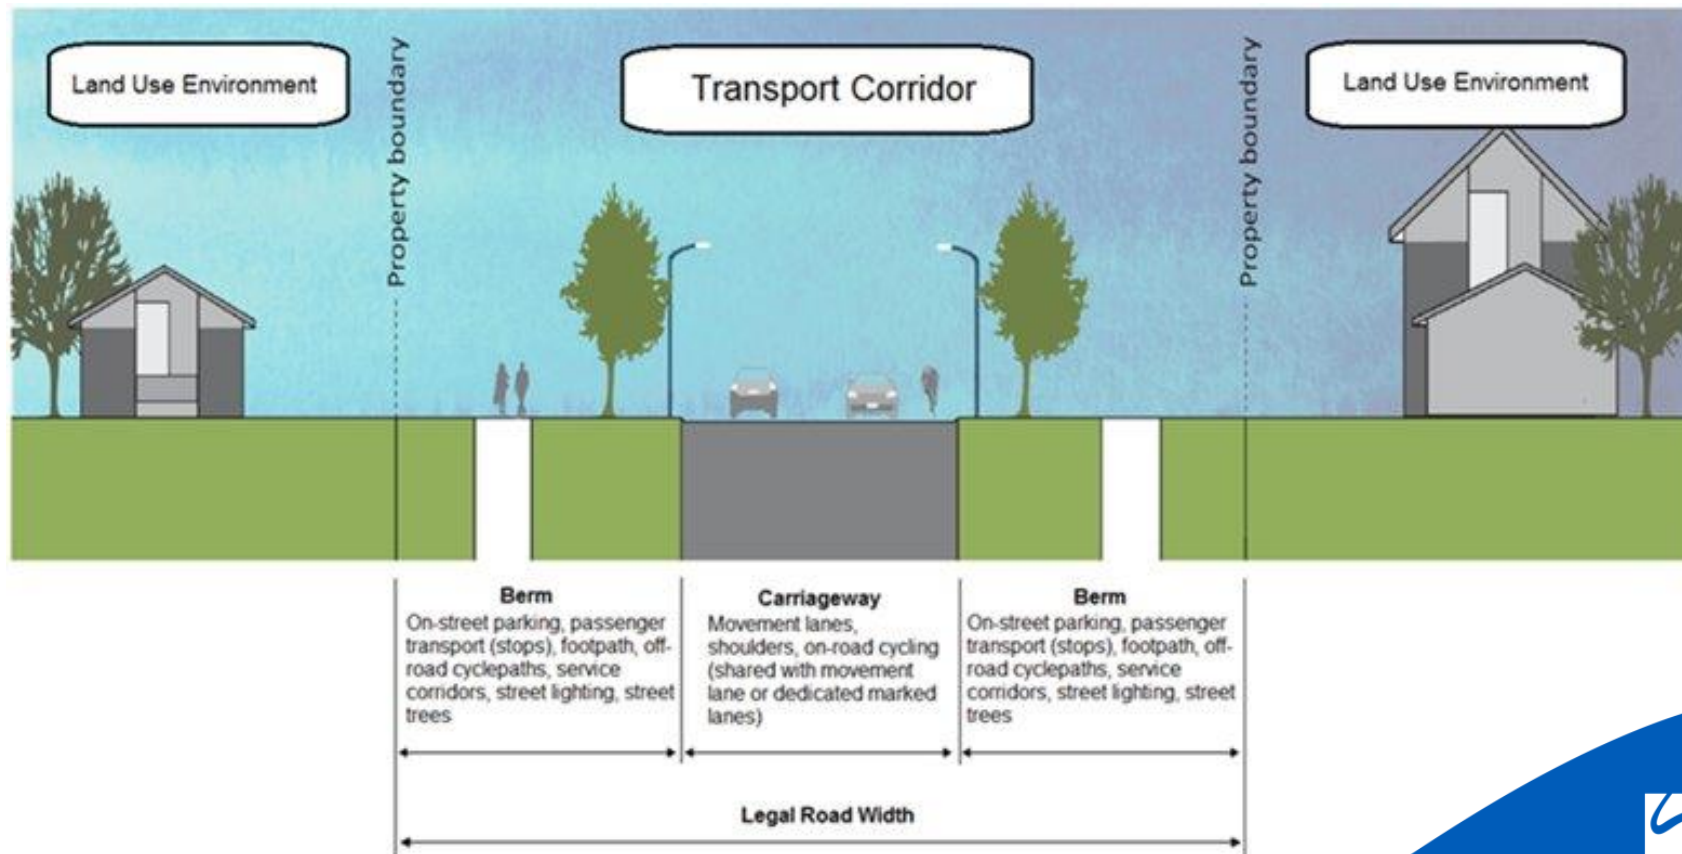 Land Use Environment
Transport Corridor
Land Use Environment
Property boundary
Property boundary
Berm
On-street parking, passenger
transport (stops), footpath, off-
road cyclepaths, service
corridors, street lighting, street
trees
Carriageway
Movement lanes,
shoulders, on-road cycling
(shared with movement
lane or dedicated marked
lanes)
Berm
On-street parking, passenger
transport (stops), footpath, off-
road cyclepaths, service
corridors, street lighting, street
trees
Legal Road Width